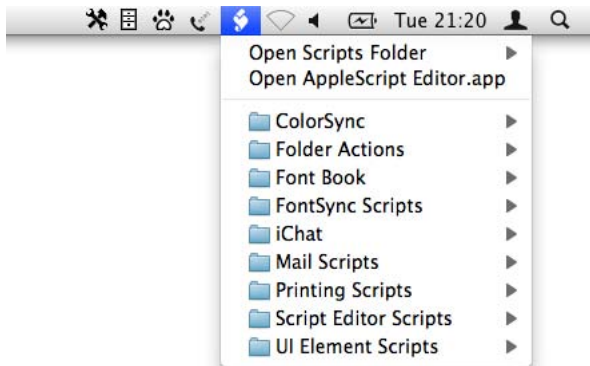 Tue 21:20
Open Scripts Folder
Open AppleScript Editor.app
ColorSync
Folder Actions
Font Book
FontSync Scripts
iChat
Mail Scripts
Printing Scripts
Script Editor Scripts
UI Element Scripts